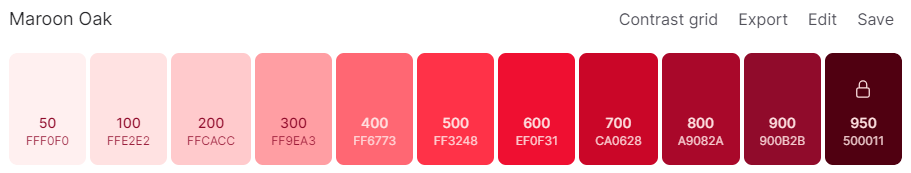 Maroon Oak
Contrast grid Export Edit Save
50 100 200 300 400 500 600 700 800 900 950
FFF0F0 FFE2E2 FFCACC FF9EA3 FF6773 FF3248 EF0F31 CA0628 A9082A 900B2B 500011